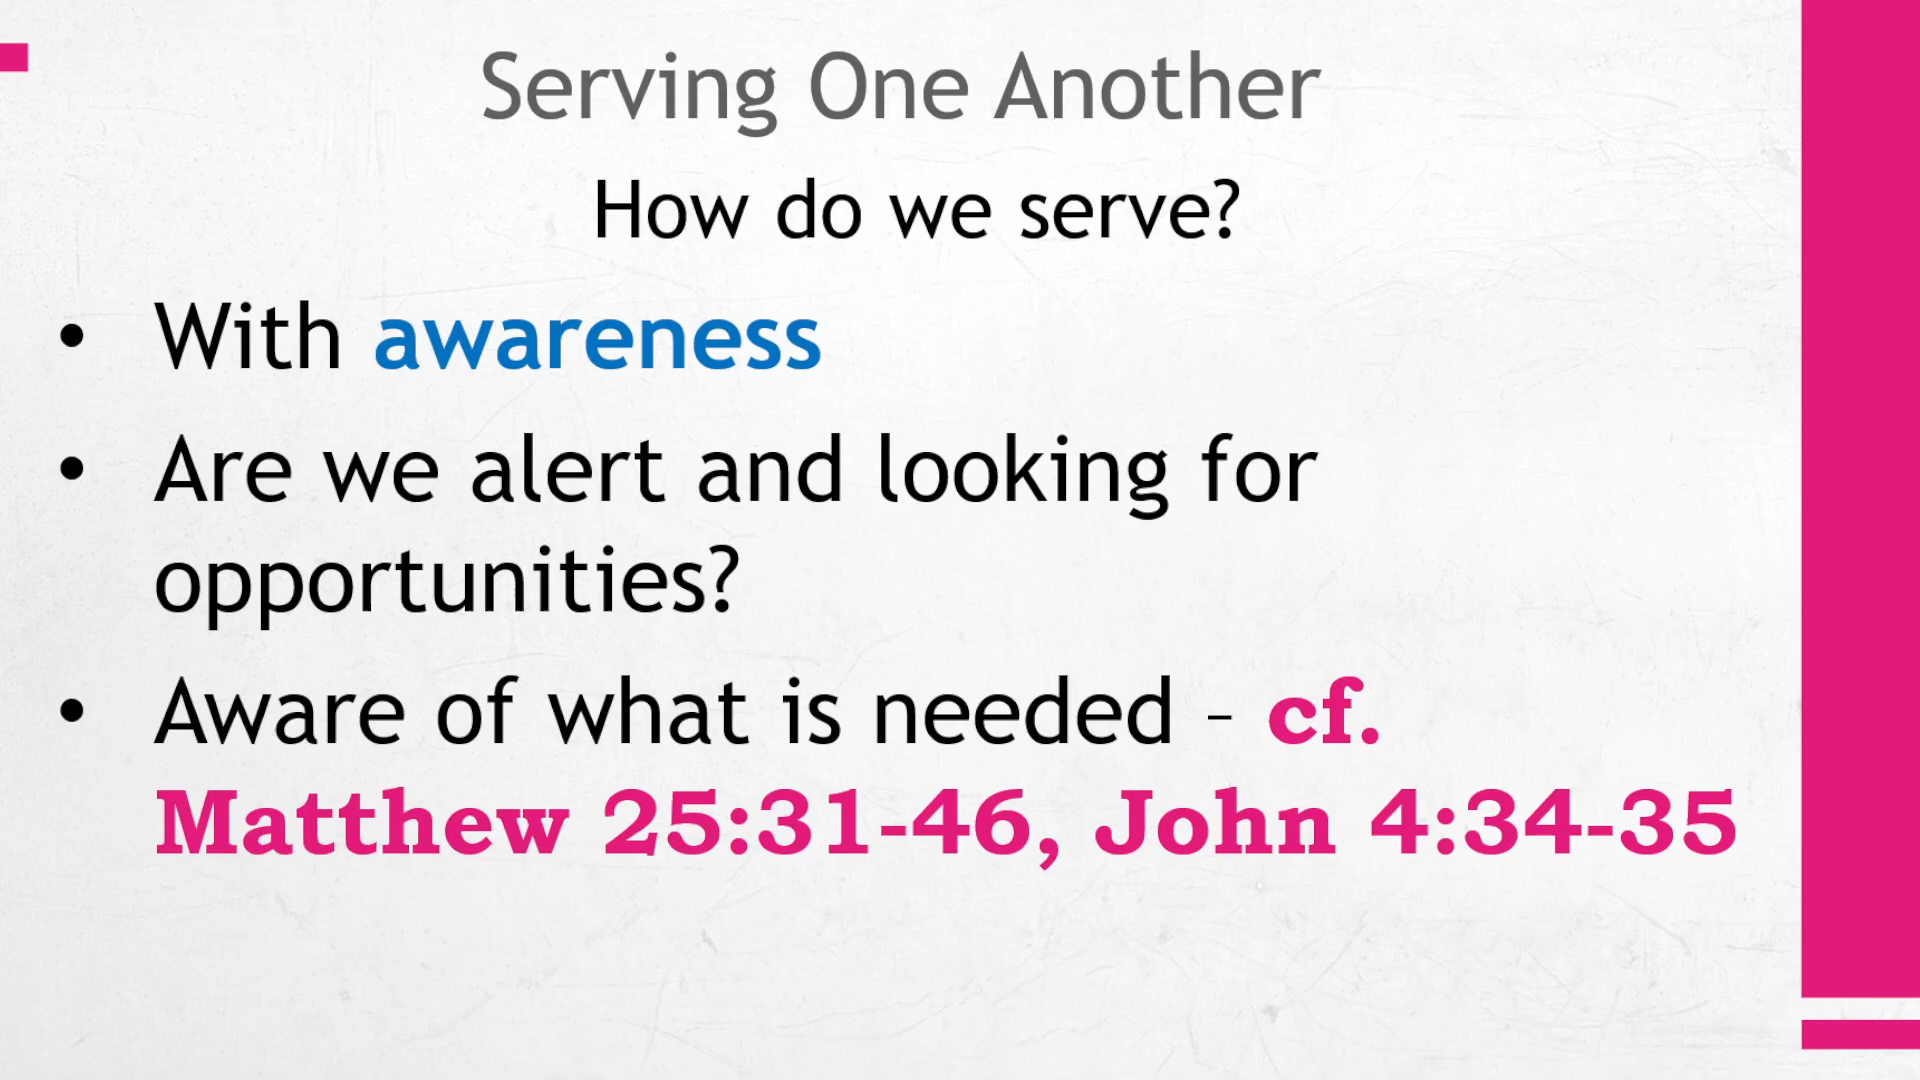 Serving One Another
How do we serve?
• With awareness
• Are we alert and looking for
opportunities?
• Aware of what is needed – cf.
Matthew 25:31-46, John 4:34-35